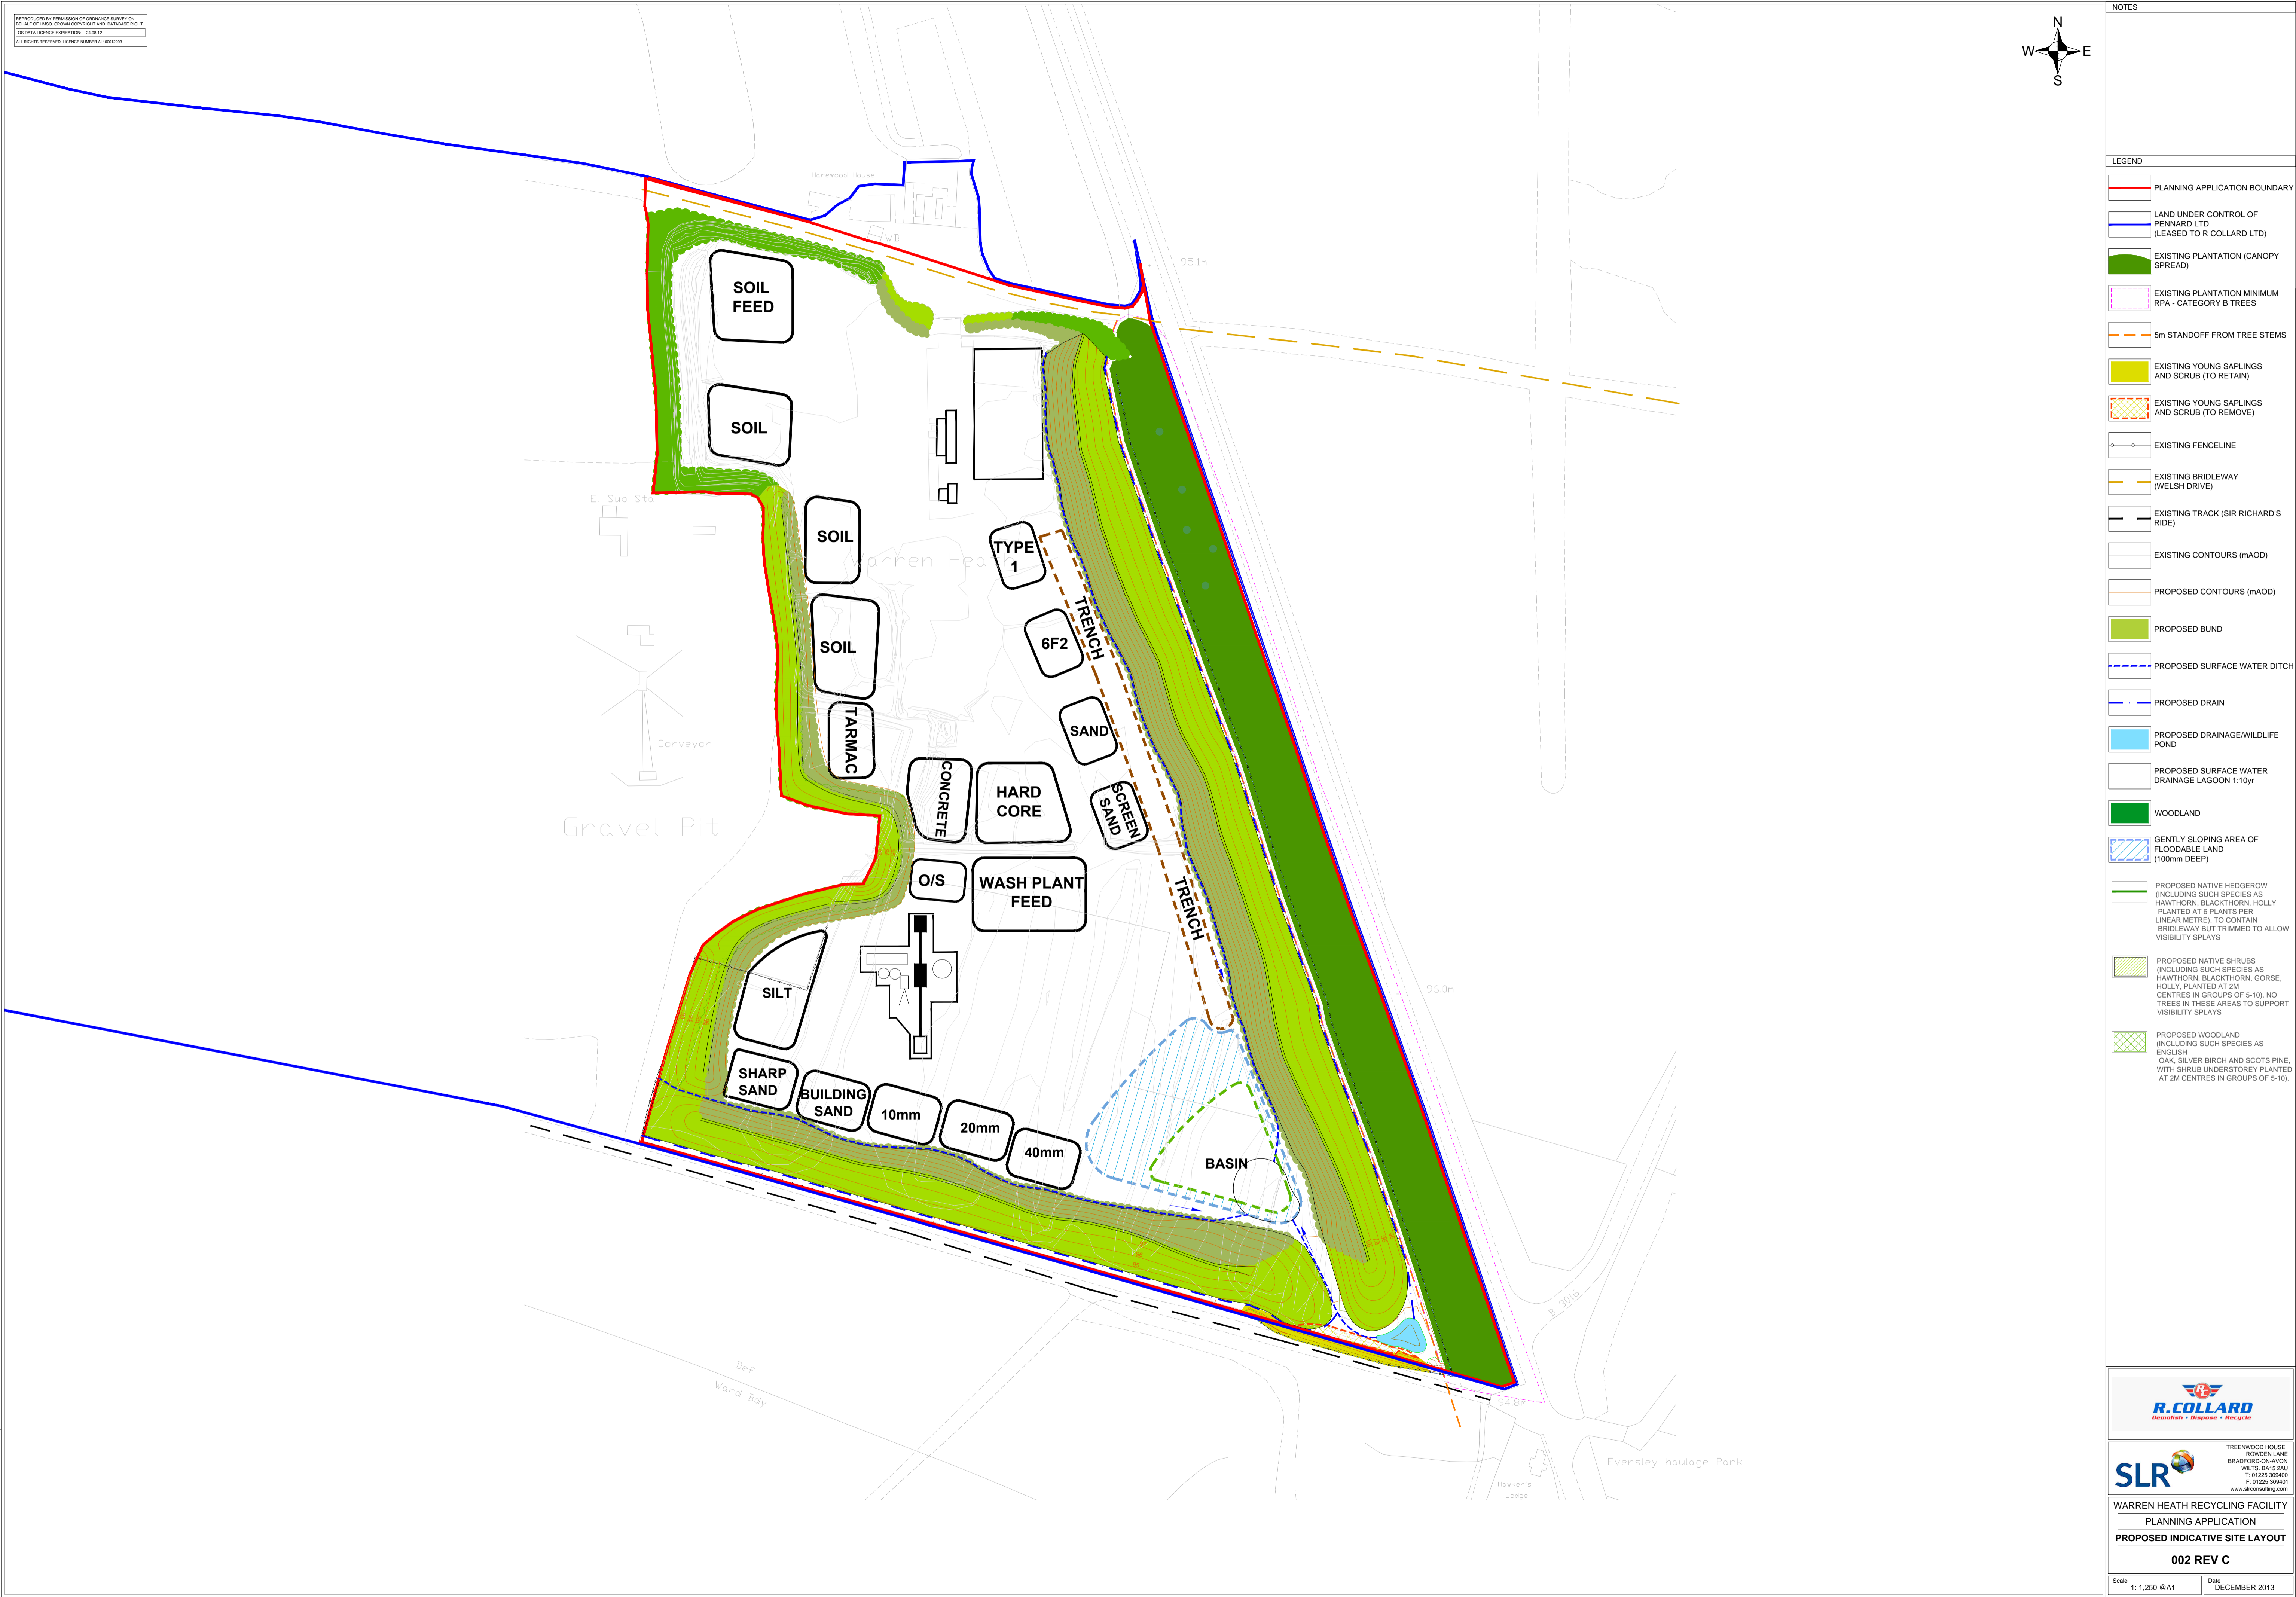 REPRODUCED BY PERMISSION OF ORDNANCE SURVEY ON
BEHALF OF HMSO. CROWN COPYRIGHT AND DATABASE RIGHT
OS DATA LICENCE EXPIRATION: 24.08.12
ALL RIGHTS RESERVED. LICENCE NUMBER AL100012293
N
W E
S
Horewood House
WB
95.1m
SOIL
FEED
SOIL
El Sub Sta
SOIL
Warren Heath
TYPE
1
TRENCH
6F2
SOIL
SAND
TARMAC
Conveyor
CONCRETE
HARD
CORE
SCREEN
SAND
Gravel Pit
O/S
WASH PLANT
FEED
TRENCH
SILT
96.0m
SHARP
SAND
BUILDING
SAND
10mm
20mm
40mm
BASIN
B 3016
Def
Ward Bdy
94.8m
Eversley haulage Park
Hawker's
Lodge
NOTES
LEGEND
PLANNING APPLICATION BOUNDARY
LAND UNDER CONTROL OF
PENNARD LTD
(LEASED TO R COLLARD LTD)
EXISTING PLANTATION (CANOPY
SPREAD)
EXISTING PLANTATION MINIMUM
RPA - CATEGORY B TREES
5m STANDOFF FROM TREE STEMS
EXISTING YOUNG SAPLINGS
AND SCRUB (TO RETAIN)
EXISTING YOUNG SAPLINGS
AND SCRUB (TO REMOVE)
EXISTING FENCELINE
EXISTING BRIDLEWAY
(WELSH DRIVE)
EXISTING TRACK (SIR RICHARD'S
RIDE)
EXISTING CONTOURS (mAOD)
PROPOSED CONTOURS (mAOD)
PROPOSED BUND
PROPOSED SURFACE WATER DITCH
PROPOSED DRAIN
PROPOSED DRAINAGE/WILDLIFE
POND
PROPOSED SURFACE WATER
DRAINAGE LAGOON 1:10yr
WOODLAND
GENTLY SLOPING AREA OF
FLOODABLE LAND
(100mm DEEP)
PROPOSED NATIVE HEDGEROW
(INCLUDING SUCH SPECIES AS
HAWTHORN, BLACKTHORN, HOLLY
PLANTED AT 6 PLANTS PER
LINEAR METRE). TO CONTAIN
BRIDLEWAY BUT TRIMMED TO ALLOW
VISIBILITY SPLAYS
PROPOSED NATIVE SHRUBS
(INCLUDING SUCH SPECIES AS
HAWTHORN, BLACKTHORN, GORSE,
HOLLY, PLANTED AT 2M
CENTRES IN GROUPS OF 5-10). NO
TREES IN THESE AREAS TO SUPPORT
VISIBILITY SPLAYS
PROPOSED WOODLAND
(INCLUDING SUCH SPECIES AS
ENGLISH
OAK, SILVER BIRCH AND SCOTS PINE,
WITH SHRUB UNDERSTOREY PLANTED
AT 2M CENTRES IN GROUPS OF 5-10).
R.COLLARD
Demolish • Dispose • Recycle
SLR
TREENWOOD HOUSE
ROWDEN LANE
BRADFORD-ON-AVON
WILTS. BA15 2AU
T: 01225 309400
F: 01225 309401
www.slrconsulting.com
WARREN HEATH RECYCLING FACILITY
PLANNING APPLICATION
PROPOSED INDICATIVE SITE LAYOUT
002 REV C
Scale
1: 1,250 @A1
Date
DECEMBER 2013